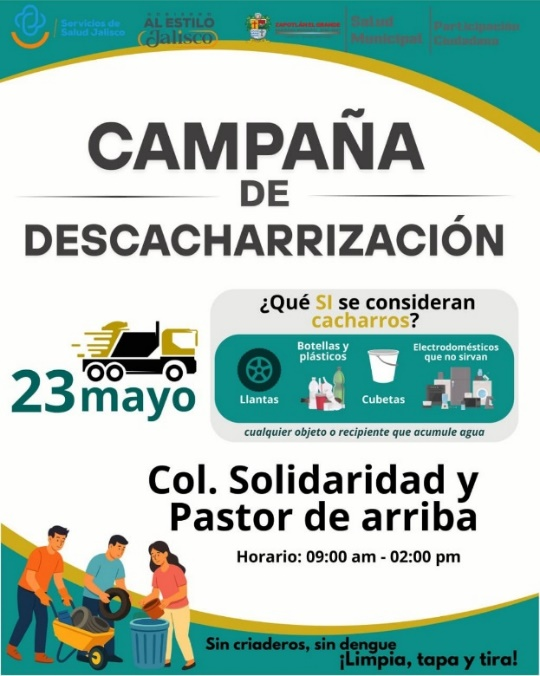 Servicios de
Salud Jalisco
AL ESTILO
Jalisco
Salud
Municipal
Participación
Ciudadana
CAMPAÑA
DE
DESCACHARRIZACIÓN
23 mayo
¿Qué SI se consideran
cacharros?
Llantas
Botellas y
plásticos
Cubetas
Electrodomésticos
que no sirvan
cualquier objeto o recipiente que acumule agua
Col. Solidaridad y
Pastor de arriba
Horario: 09:00 am - 02:00 pm
Sin criaderos, sin dengue
¡Limpia, tapa y tira!